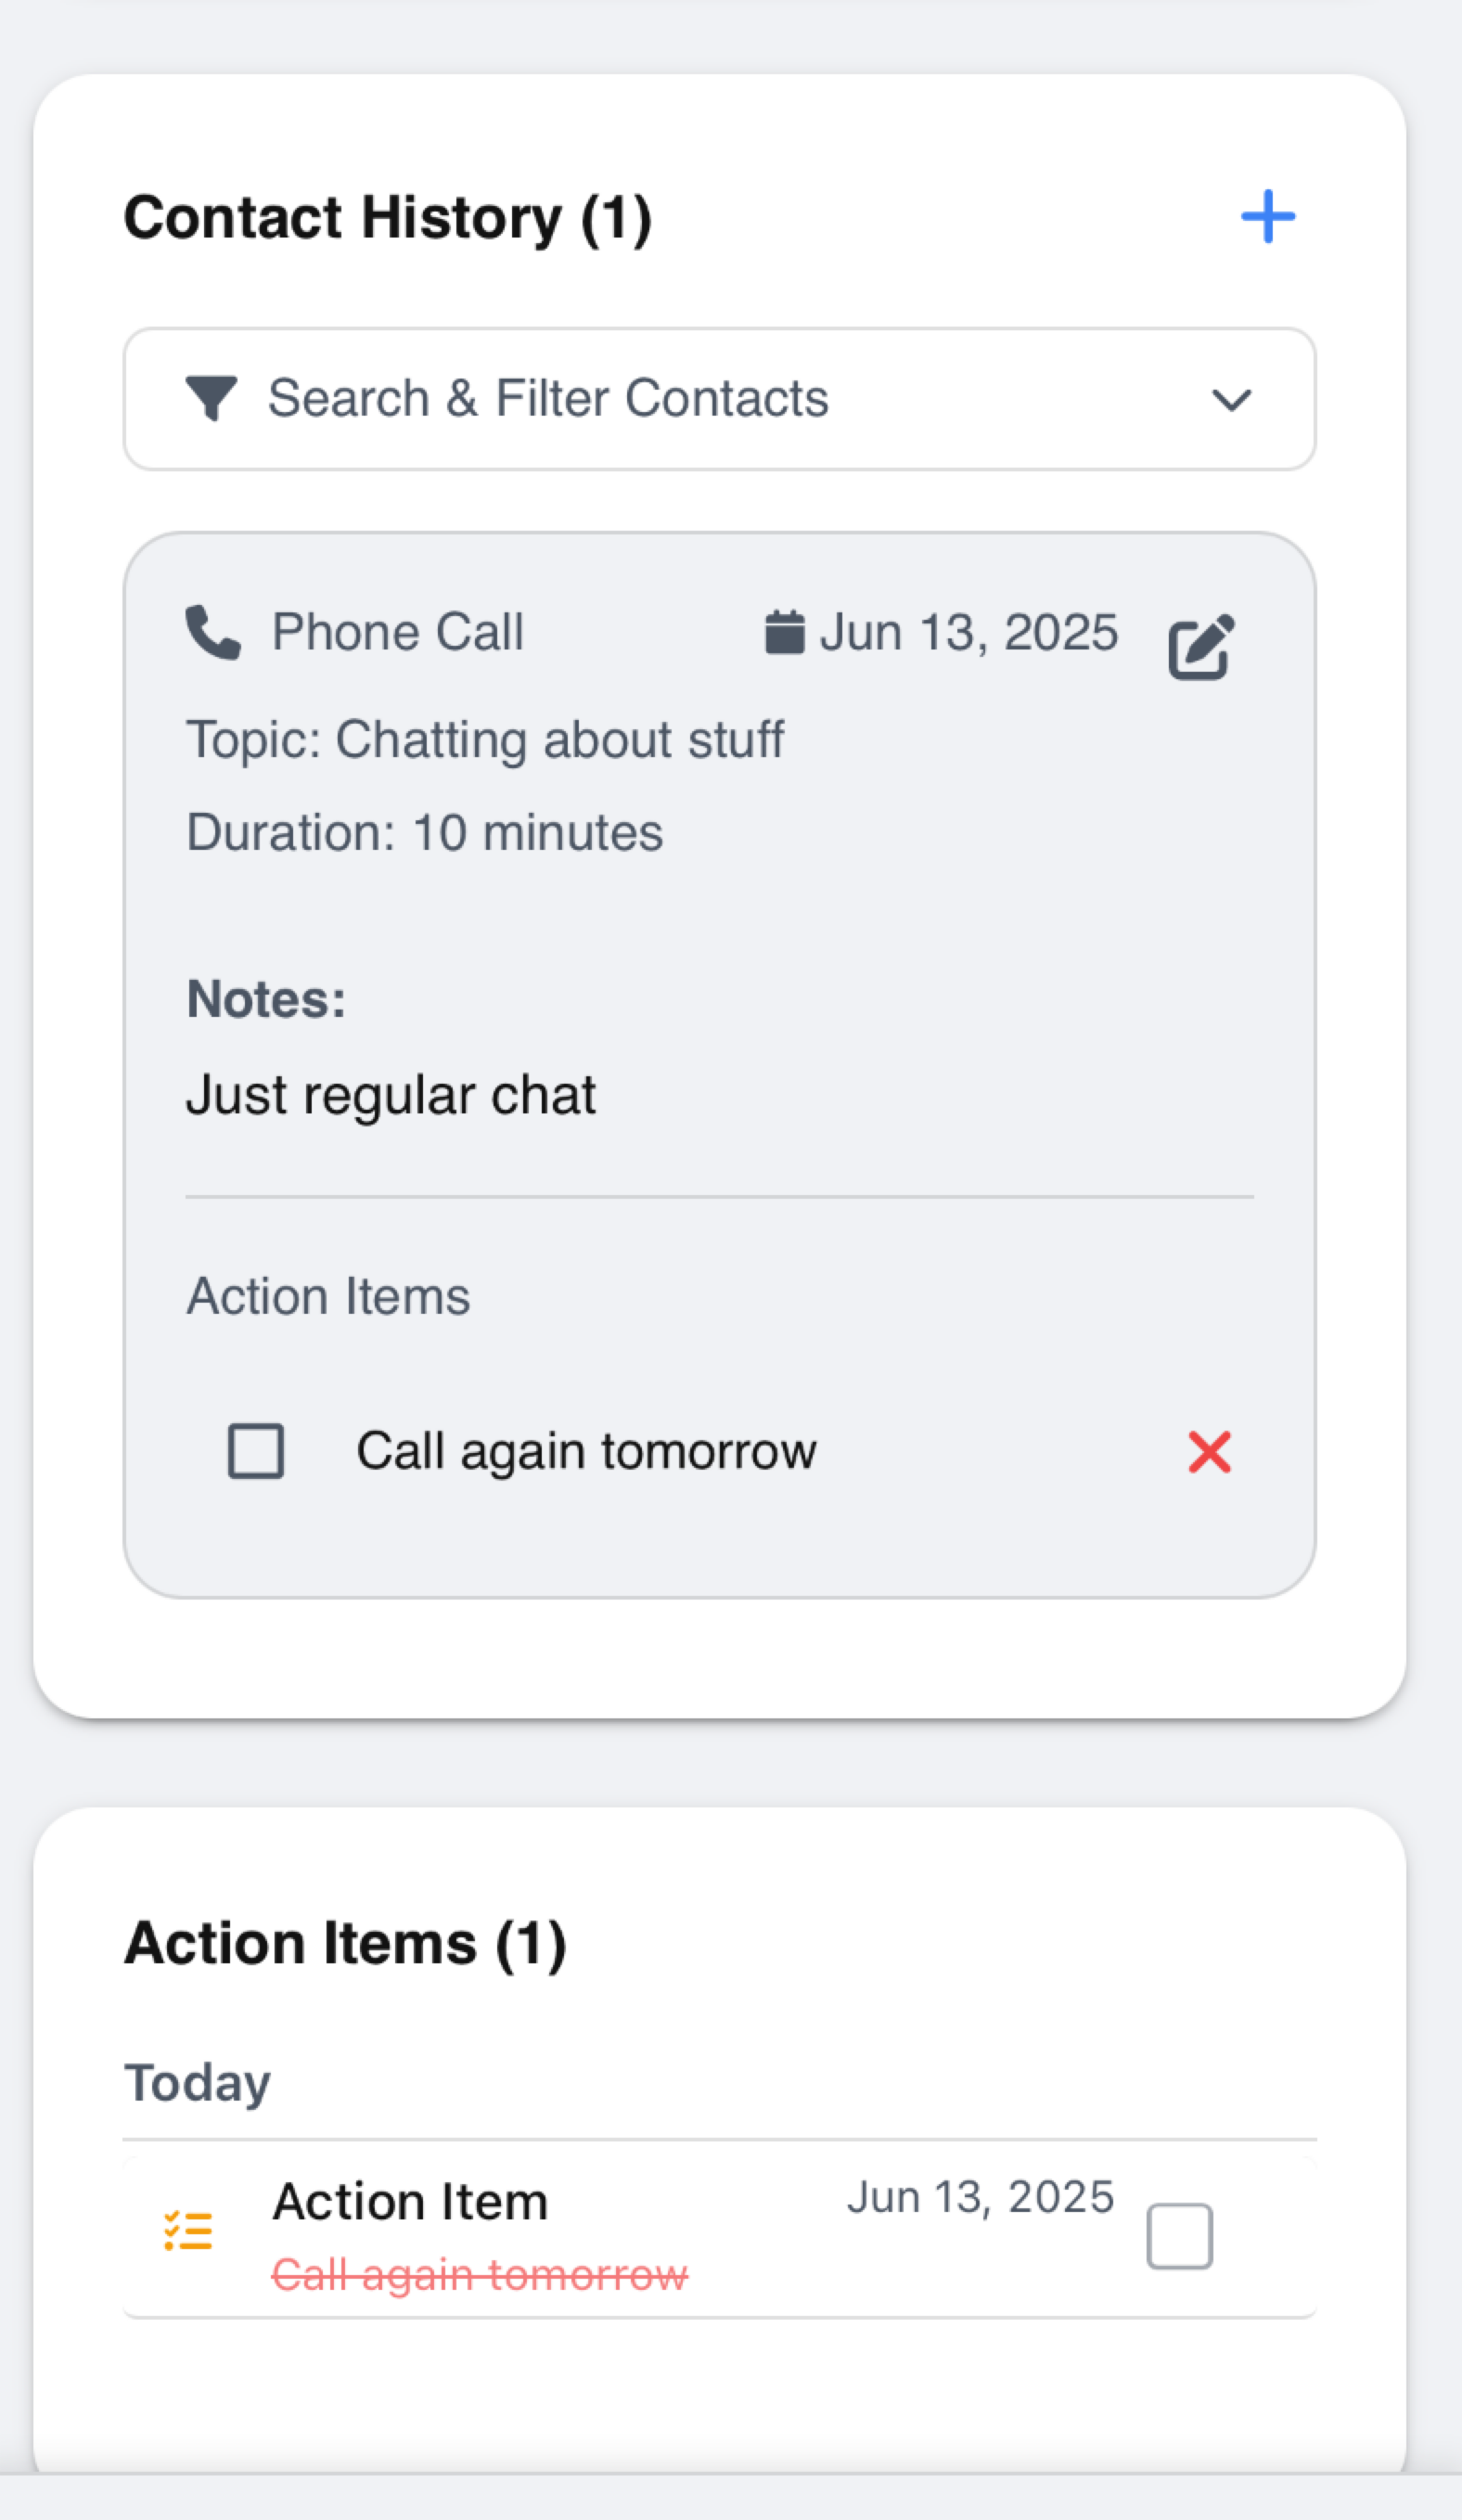 Contact History (1)
Search & Filter Contacts
Phone Call Jun 13, 2025
Topic: Chatting about stuff
Duration: 10 minutes
Notes:
Just regular chat
Action Items
Call again tomorrow
Action Items (1)
Today
Action Item Jun 13, 2025
Call again tomorrow